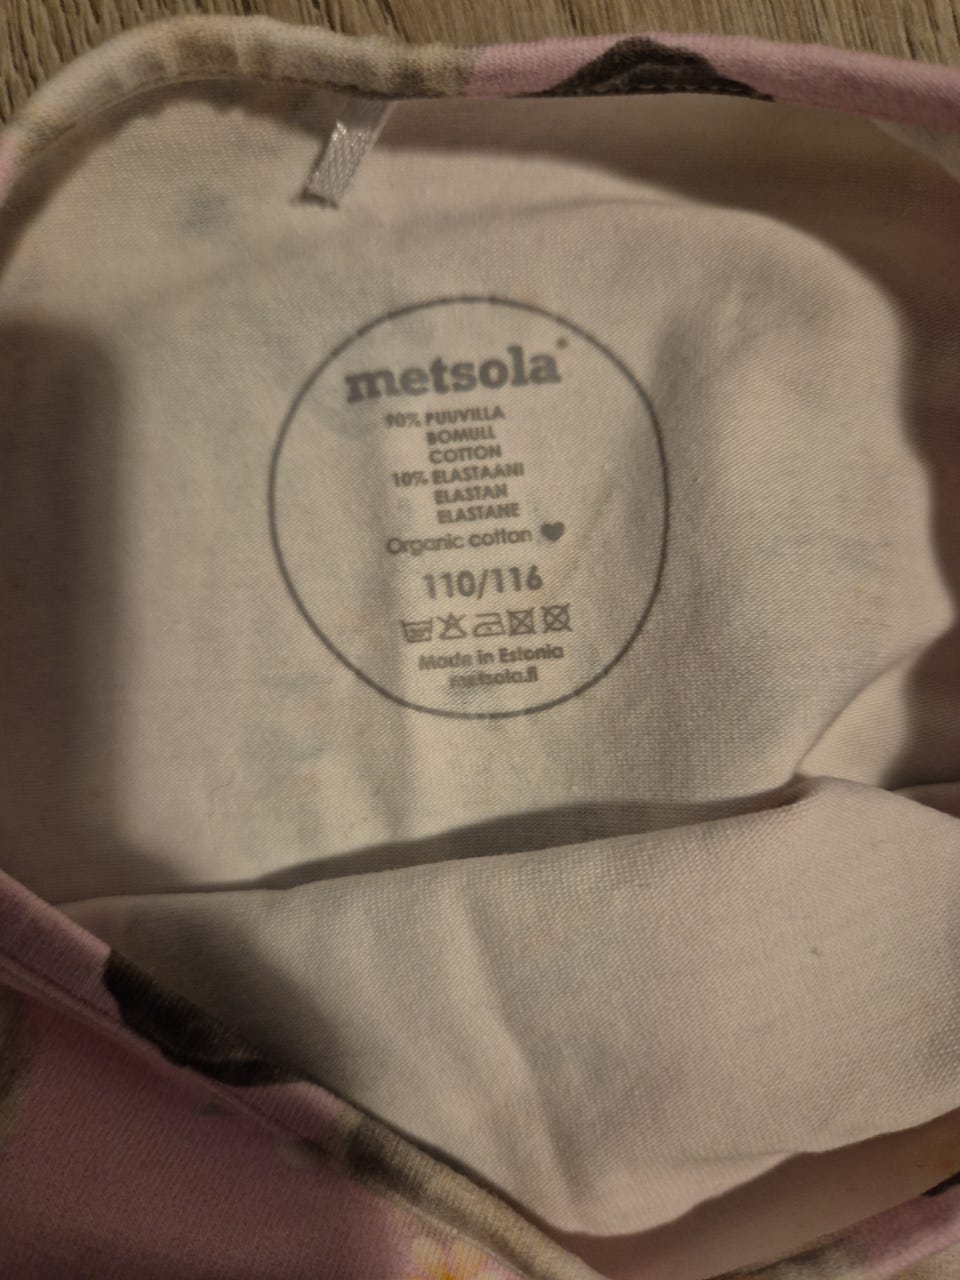 metsola
90% PUUVILLA
BOMULL
COTTON
10% ELASTAANI
ELASTAN
ELASTANE
Organic cotton
110/116
Made in Estonia
metsola.fi